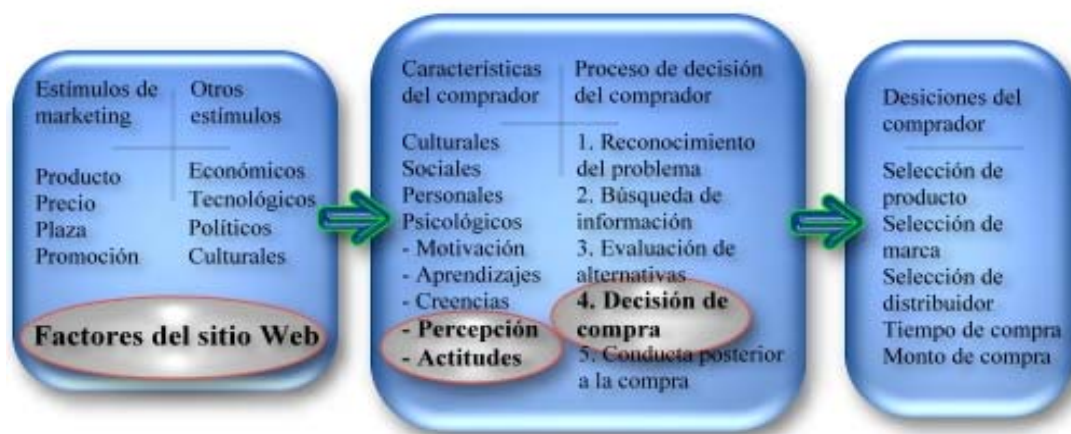 Estímulos de
marketing
Producto
Precio
Plaza
Promoción
Otros
estímulos
Económicos
Tecnológicos
Políticos
Culturales
Factores del sitio Web
Características
del comprador
Culturales
Sociales
Personales
Psicológicos
- Motivación
- Aprendizajes
- Creencias
- Percepción
- Actitudes
Proceso de decisión
del comprador
1. Reconocimiento
del problema
2. Búsqueda de
información
3. Evaluación de
alternativas
4. Decisión de
compra
5. Conducta posterior
a la compra
Desiciones del
comprador
Selección de
producto
Selección de
marca
Selección de
distribuidor
Tiempo de compra
Monto de compra